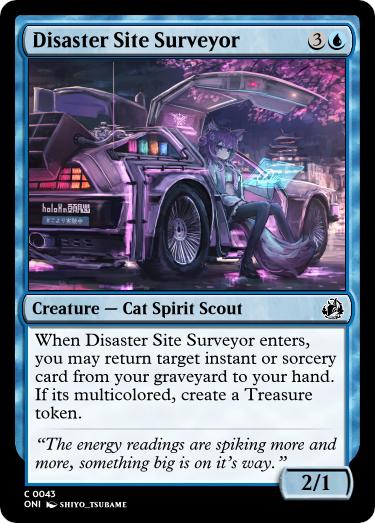 Disaster Site Surveyor 3
Creature — Cat Spirit Scout
When Disaster Site Surveyor enters,
you may return target instant or sorcery
card from your graveyard to your hand.
If its multicolored, create a Treasure
token.
“The energy readings are spiking more and
more, something big is on it’s way.”
2/1
C 0043
ONI SHIYO_TSUBAME